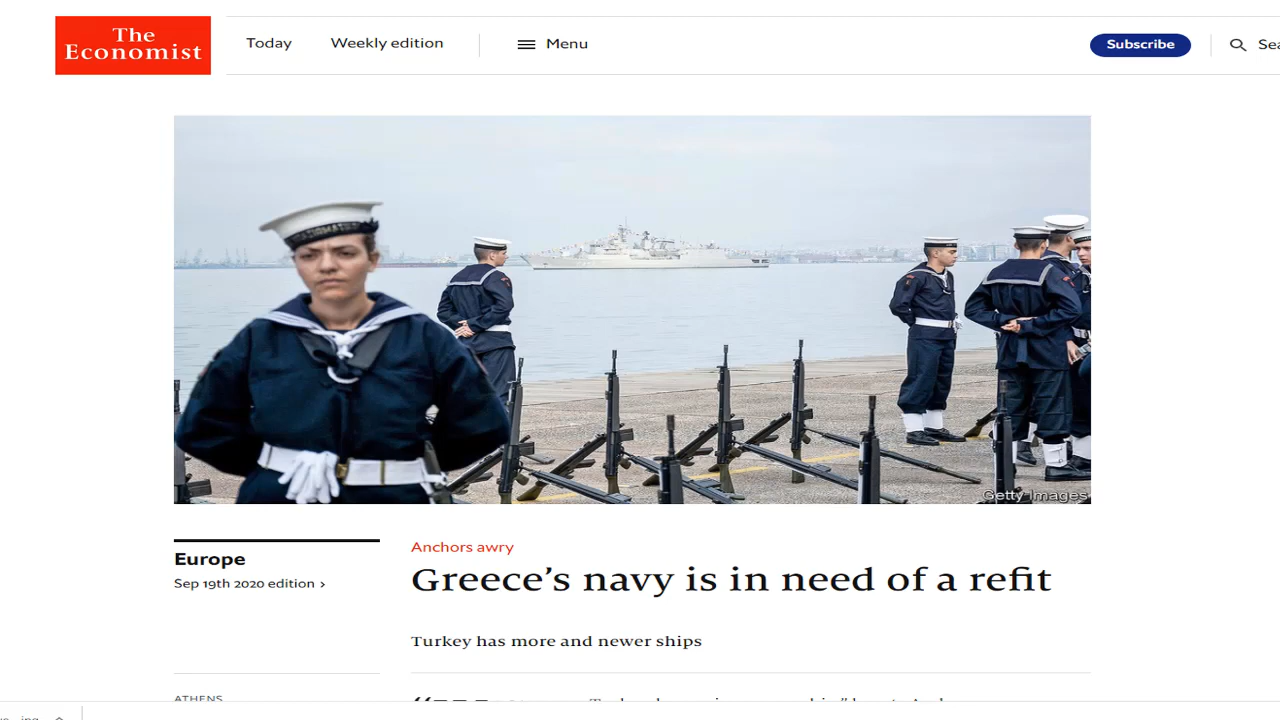 The
Economist
Today
Weekly edition
Menu
Subscribe
Getty Images
Europe
Sep 19th 2020 edition ›
Anchors awry
Greece's navy is in need of a refit
Turkey has more and newer ships
ATHENS